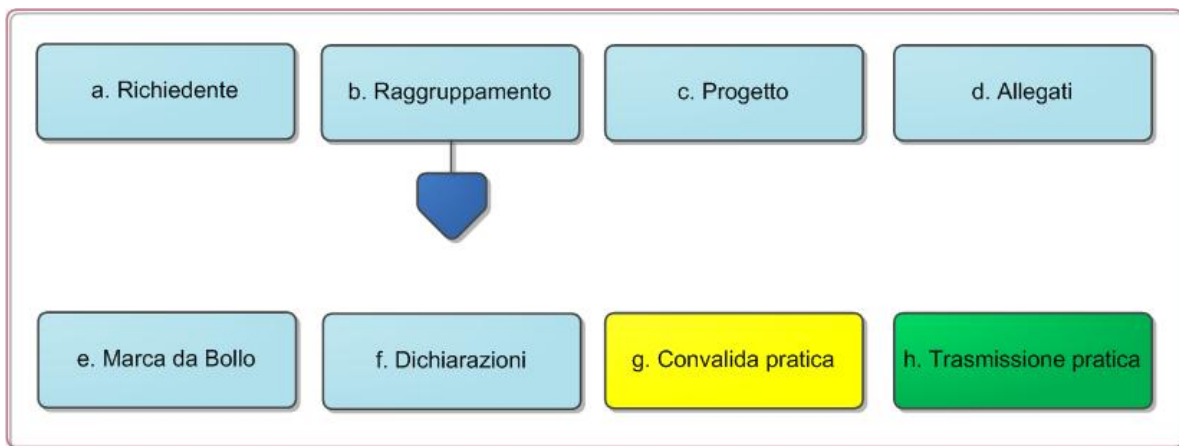 a. Richiedente
b. Raggruppamento
c. Progetto
d. Allegati
e. Marca da Bollo
f. Dichiarazioni
g. Convalida pratica
h. Trasmissione pratica